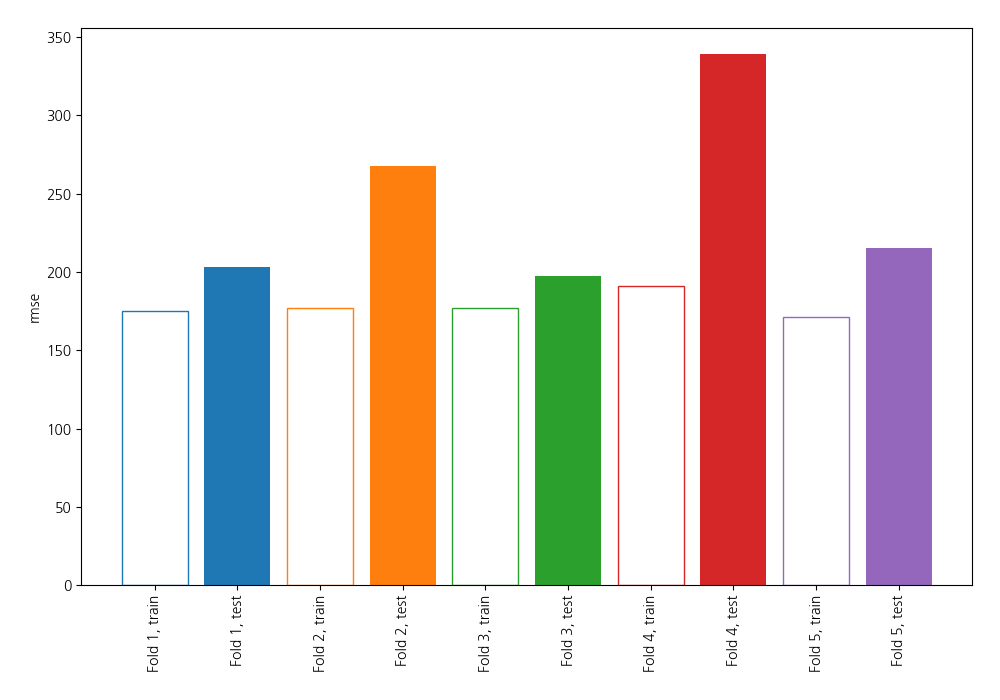 350
300
250
200
150
100
50
0
rmse
Fold 1, train
Fold 1, test
Fold 2, train
Fold 2, test
Fold 3, train
Fold 3, test
Fold 4, train
Fold 4, test
Fold 5, train
Fold 5, test